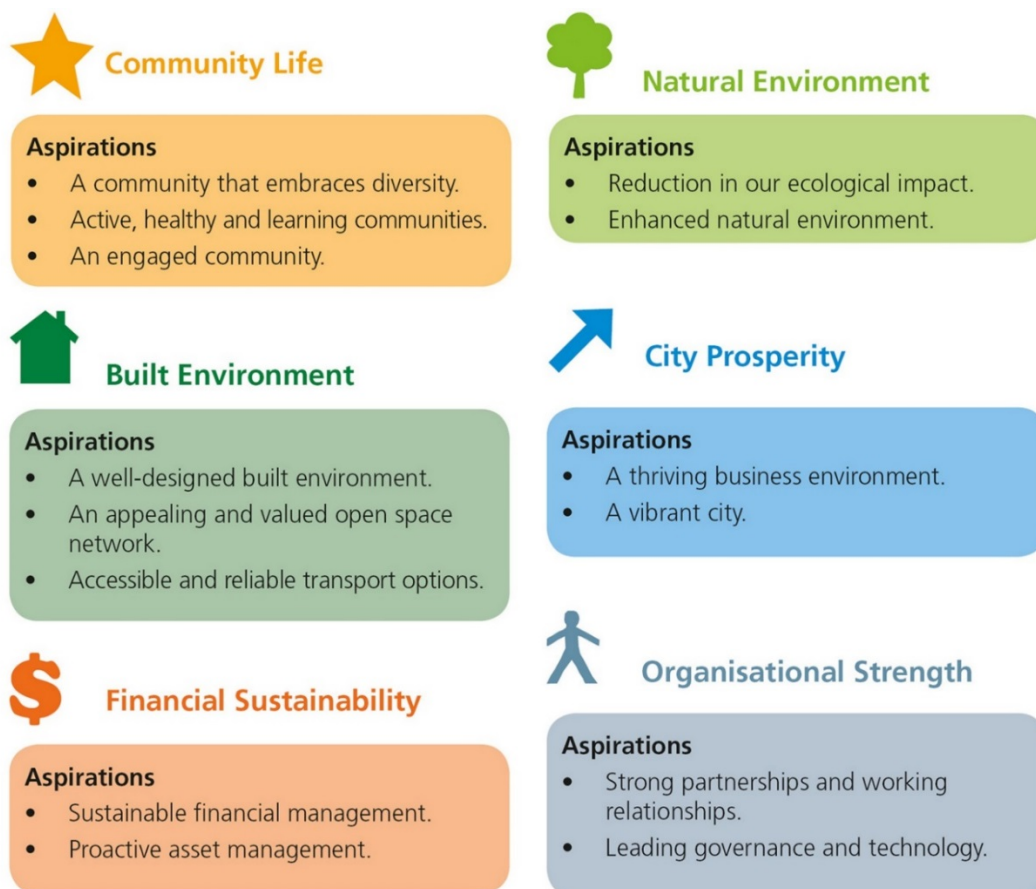 Community Life
Aspirations
• A community that embraces diversity.
• Active, healthy and learning communities.
• An engaged community.
Natural Environment
Aspirations
• Reduction in our ecological impact.
• Enhanced natural environment.
Built Environment
Aspirations
• A well-designed built environment.
• An appealing and valued open space
network.
• Accessible and reliable transport options.
City Prosperity
Aspirations
• A thriving business environment.
• A vibrant city.
Financial Sustainability
Aspirations
• Sustainable financial management.
• Proactive asset management.
Organisational Strength
Aspirations
• Strong partnerships and working
relationships.
• Leading governance and technology.